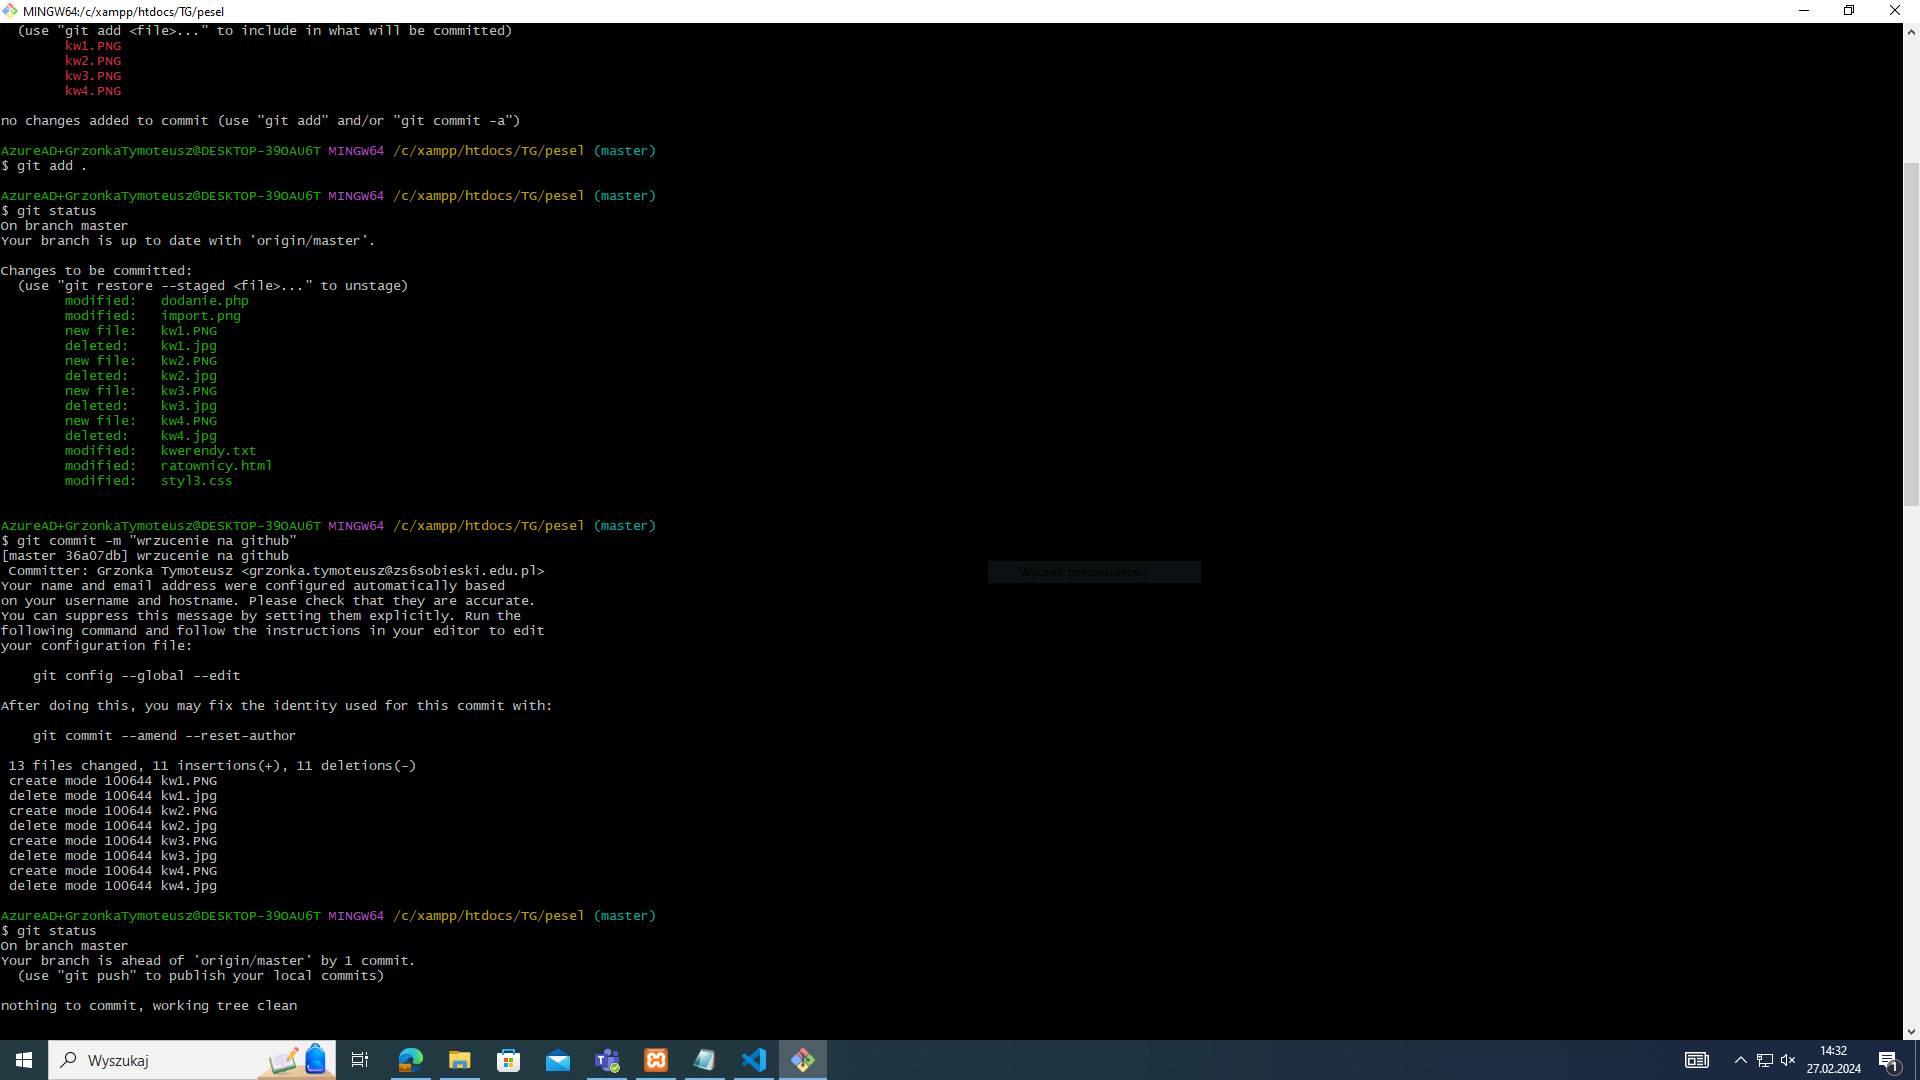 MINGW64:/c/xampp/htdocs/TG/pesel
  (use "git add <file>..." to include in what will be committed)
        kw1.PNG
        kw2.PNG
        kw3.PNG
        kw4.PNG

no changes added to commit (use "git add" and/or "git commit -a")

AzureAD+GrzonkaTymoteusz@DESKTOP-39OAU6T MINGW64 /c/xampp/htdocs/TG/pesel (master)
$ git add .

AzureAD+GrzonkaTymoteusz@DESKTOP-39OAU6T MINGW64 /c/xampp/htdocs/TG/pesel (master)
$ git status
On branch master
Your branch is up to date with 'origin/master'.

Changes to be committed:
  (use "git restore --staged <file>..." to unstage)
        modified:   dodanie.php
        modified:   import.png
        new file:   kw1.PNG
        deleted:    kw1.jpg
        new file:   kw2.PNG
        deleted:    kw2.jpg
        new file:   kw3.PNG
        deleted:    kw3.jpg
        new file:   kw4.PNG
        deleted:    kw4.jpg
        modified:   kwerendy.txt
        modified:   ratownicy.html
        modified:   styl3.css

AzureAD+GrzonkaTymoteusz@DESKTOP-39OAU6T MINGW64 /c/xampp/htdocs/TG/pesel (master)
$ git commit -m "wrzucenie na github"
[master 36a07db] wrzucenie na github
 Committer: Grzonka Tymoteusz <grzonka.tymoteusz@zs6sobieski.edu.pl>
Wycinek pełnoekranowy
Your name and email address were configured automatically based
on your username and hostname. Please check that they are accurate.
You can suppress this message by setting them explicitly. Run the
following command and follow the instructions in your editor to edit
your configuration file:

    git config --global --edit

After doing this, you may fix the identity used for this commit with:

    git commit --amend --reset-author

 13 files changed, 11 insertions(+), 11 deletions(-)
 create mode 100644 kw1.PNG
 delete mode 100644 kw1.jpg
 create mode 100644 kw2.PNG
 delete mode 100644 kw2.jpg
 create mode 100644 kw3.PNG
 delete mode 100644 kw3.jpg
 create mode 100644 kw4.PNG
 delete mode 100644 kw4.jpg

AzureAD+GrzonkaTymoteusz@DESKTOP-39OAU6T MINGW64 /c/xampp/htdocs/TG/pesel (master)
$ git status
On branch master
Your branch is ahead of 'origin/master' by 1 commit.
  (use "git push" to publish your local commits)

nothing to commit, working tree clean
Wyszukaj
14:32
27.02.2024
1